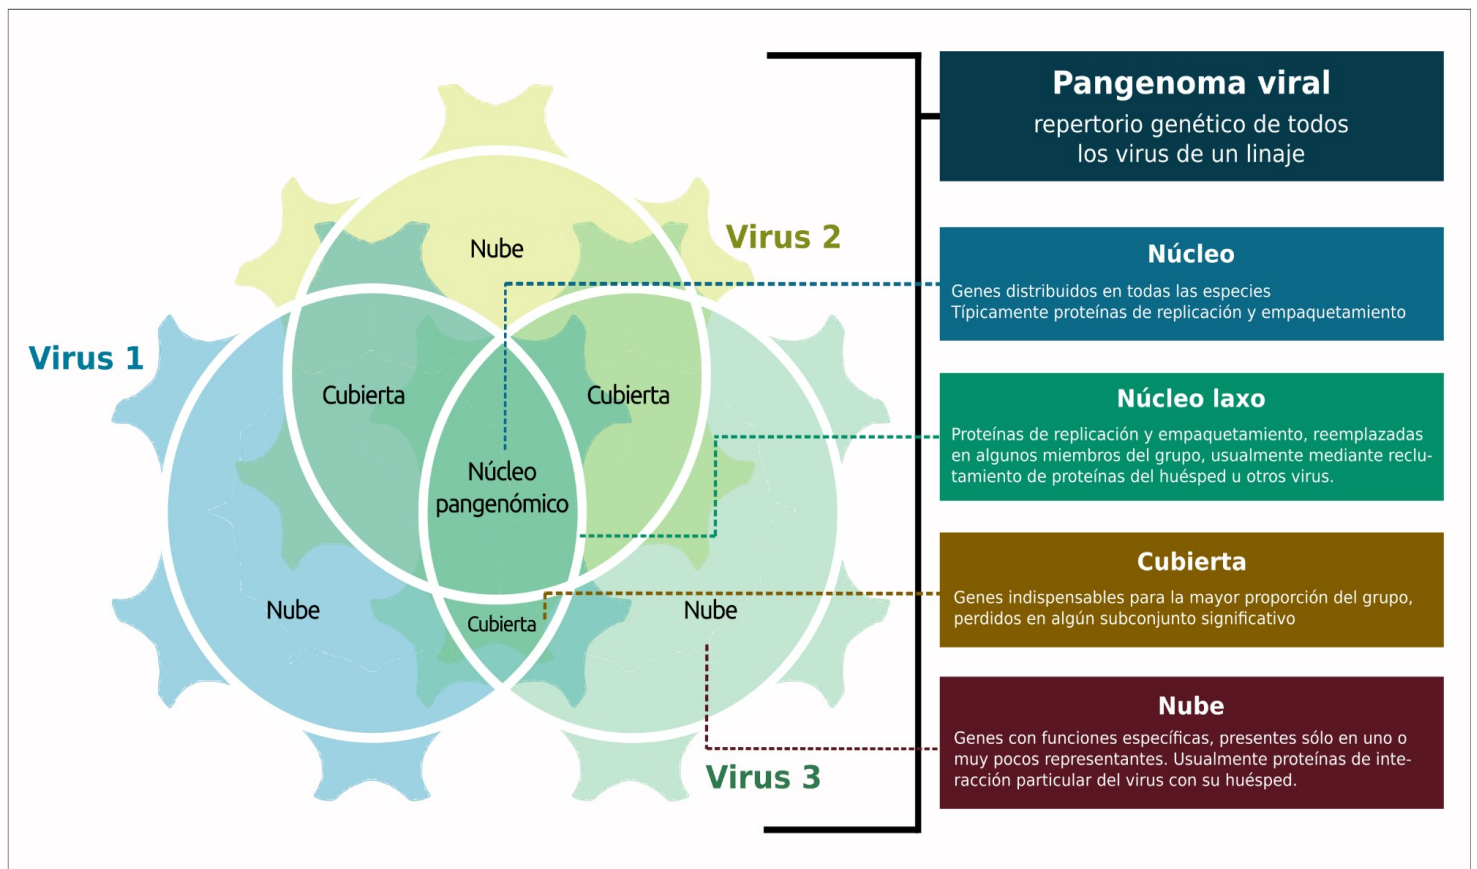 Pangenoma viral
repertorio genético de todos
los virus de un linaje
Virus 2
Nube
Núcleo
Genes distribuidos en todas las especies
Típicamente proteínas de replicación y empaquetamiento
Virus 1
Cubierta
Cubierta
Núcleo laxo
Proteínas de replicación y empaquetamiento, reemplazadas
en algunos miembros del grupo, usualmente mediante reclu-
tamiento de proteínas del huésped u otros virus.
Núcleo
pangenómico
Cubierta
Genes indispensables para la mayor proporción del grupo,
perdidos en algún subconjunto significativo
Nube
Cubierta
Nube
Nube
Genes con funciones específicas, presentes sólo en uno o
muy pocos representantes. Usualmente proteínas de inte-
racción particular del virus con su huésped.
Virus 3